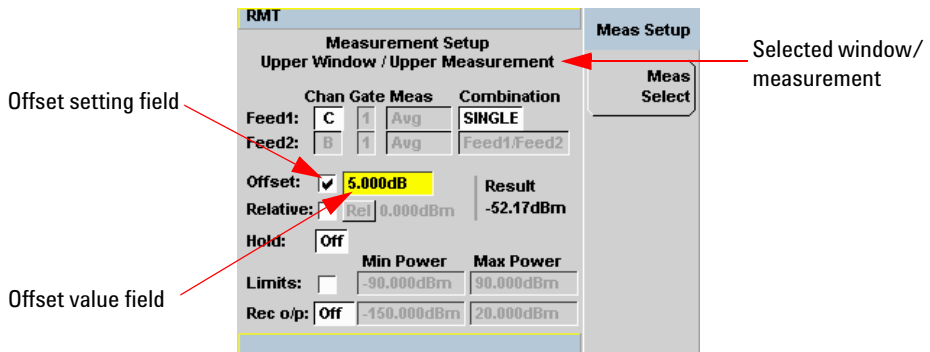 RMT
Meas Setup
Measurement Setup
Upper Window / Upper Measurement
Selected window/
measurement
Meas
Select
Offset setting field
Chan Gate Meas Combination
Feed1: C 1 Avg SINGLE
Feed2: B 1 Avg Feed1/Feed2
Offset: 5.000dB Result
Relative: Rel 0.000dBm -52.17dBm
Hold: Off
Min Power Max Power
Offset value field
Limits: -90.000dBm 90.000dBm
Rec o/p: Off -150.000dBm 20.000dBm